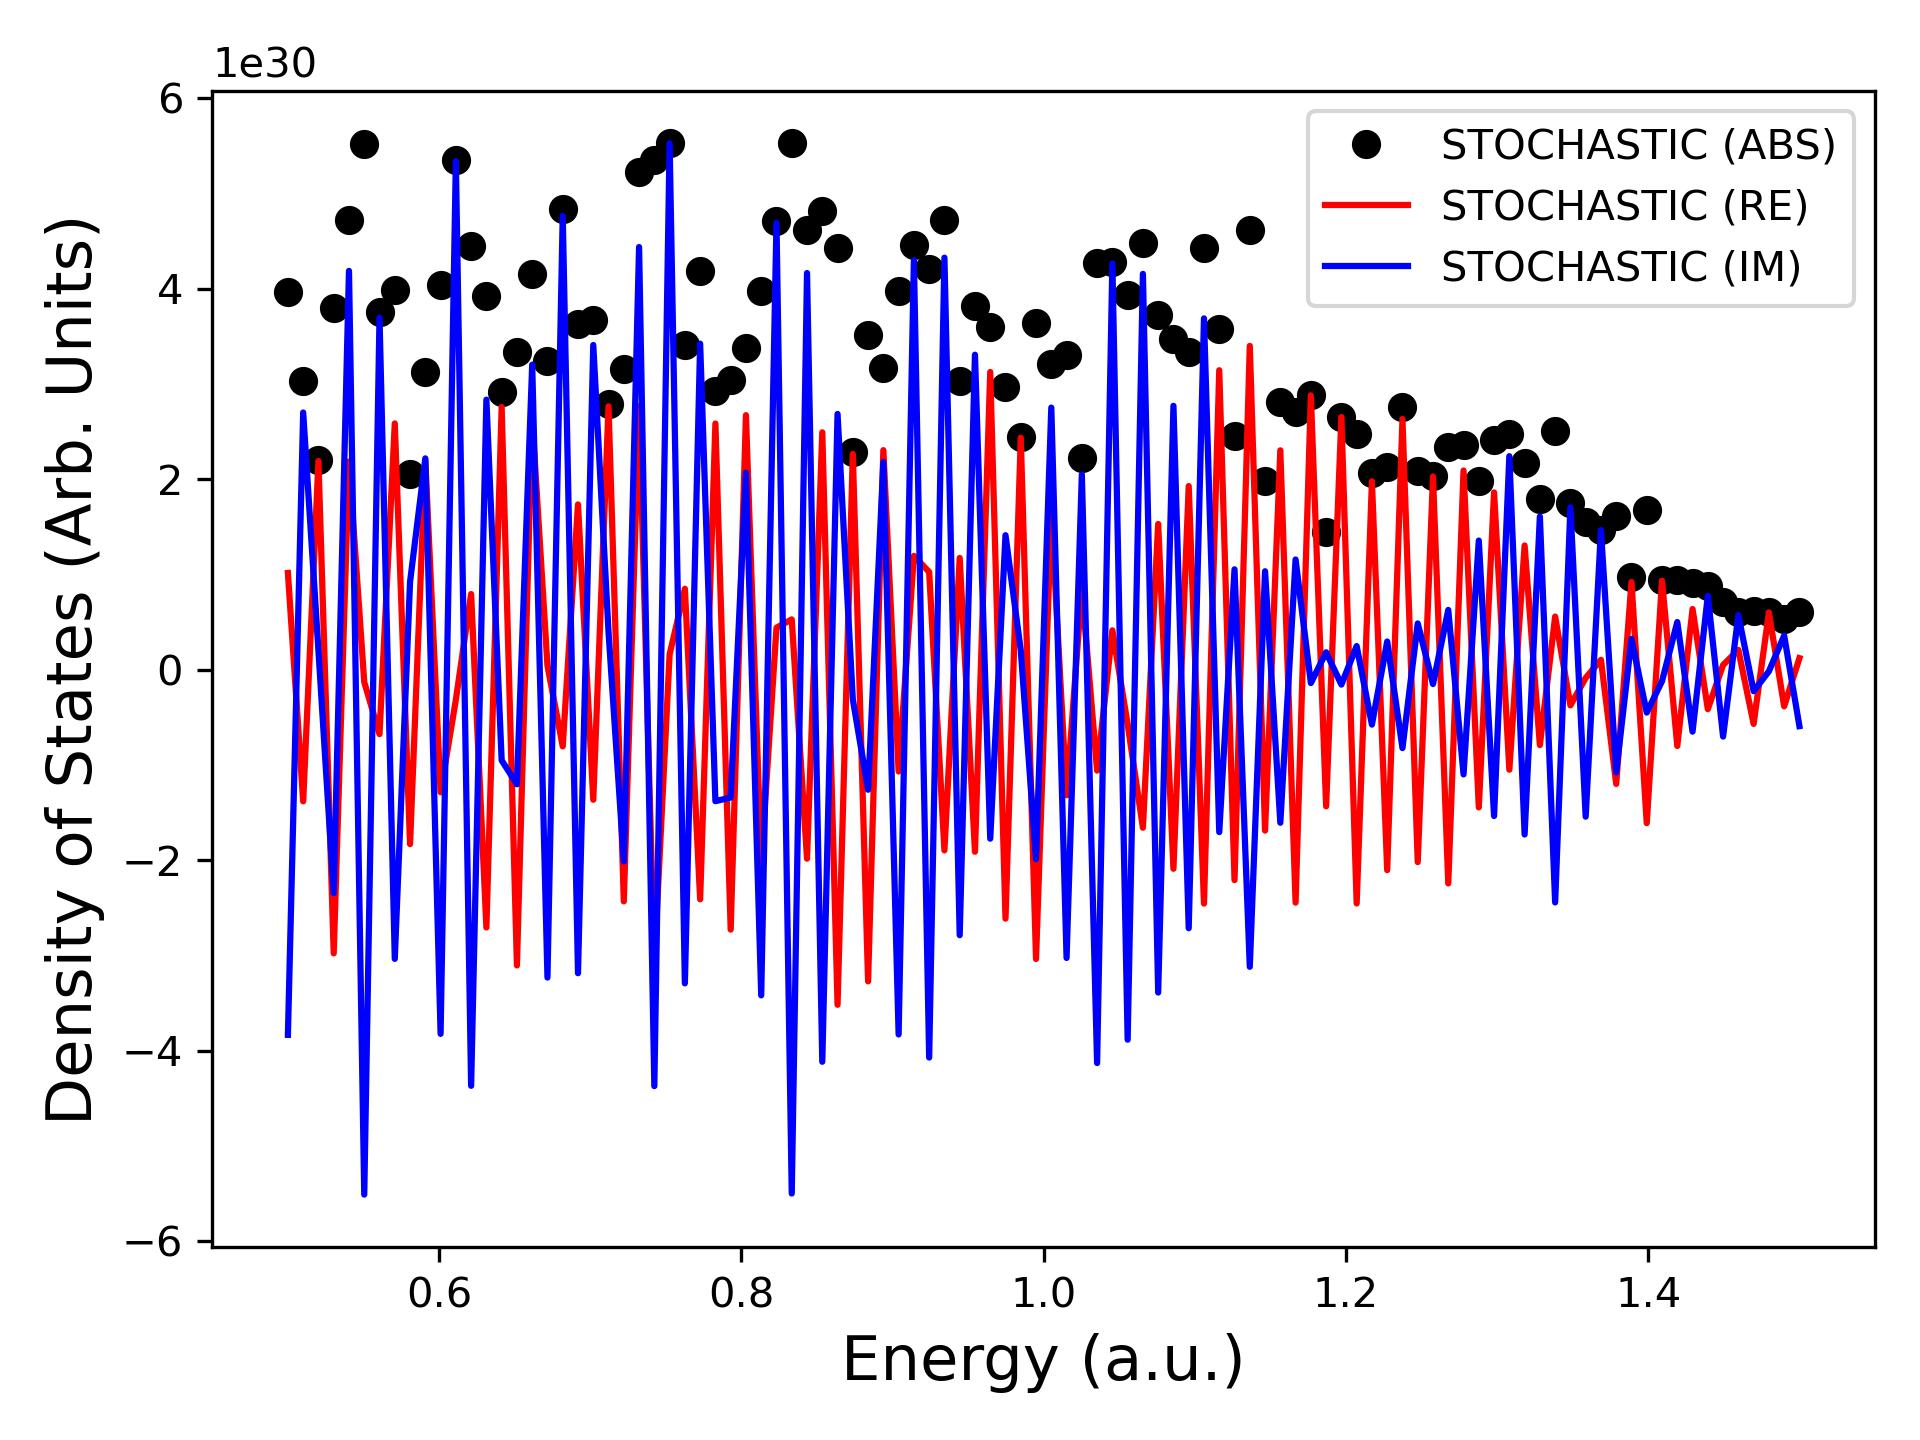 1e30
6
4
2
0
−2
−4
−6
Density of States (Arb. Units)
STOCHASTIC (ABS)
STOCHASTIC (RE)
STOCHASTIC (IM)
0.6 0.8 1.0 1.2 1.4
Energy (a.u.)